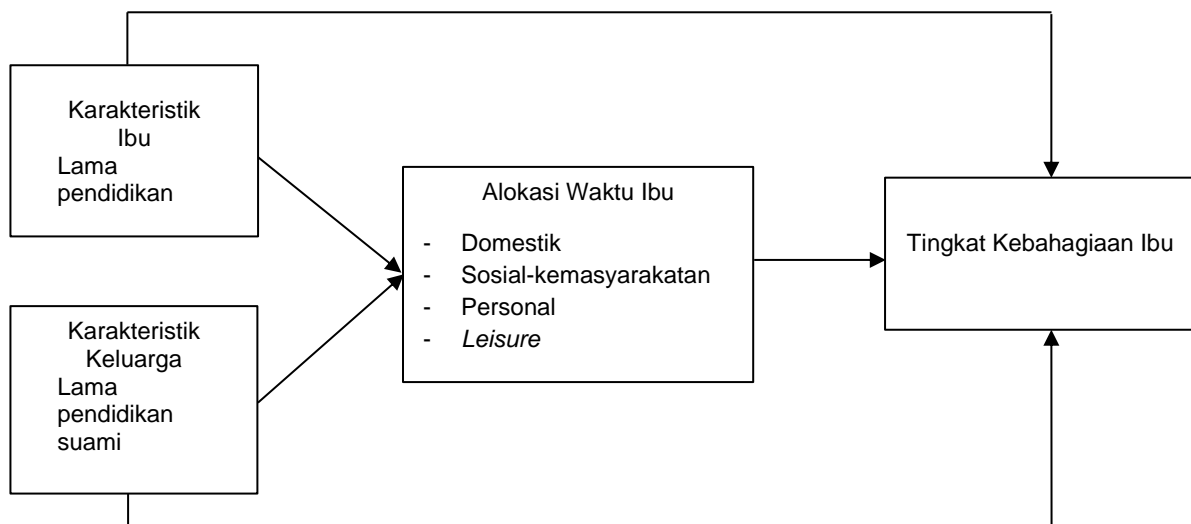 Karakteristik
Ibu
Lama
pendidikan
Karakteristik
Keluarga
Lama
pendidikan
suami
Alokasi Waktu Ibu
- Domestik
- Sosial-kemasyarakatan
- Personal
- Leisure
Tingkat Kebahagiaan Ibu